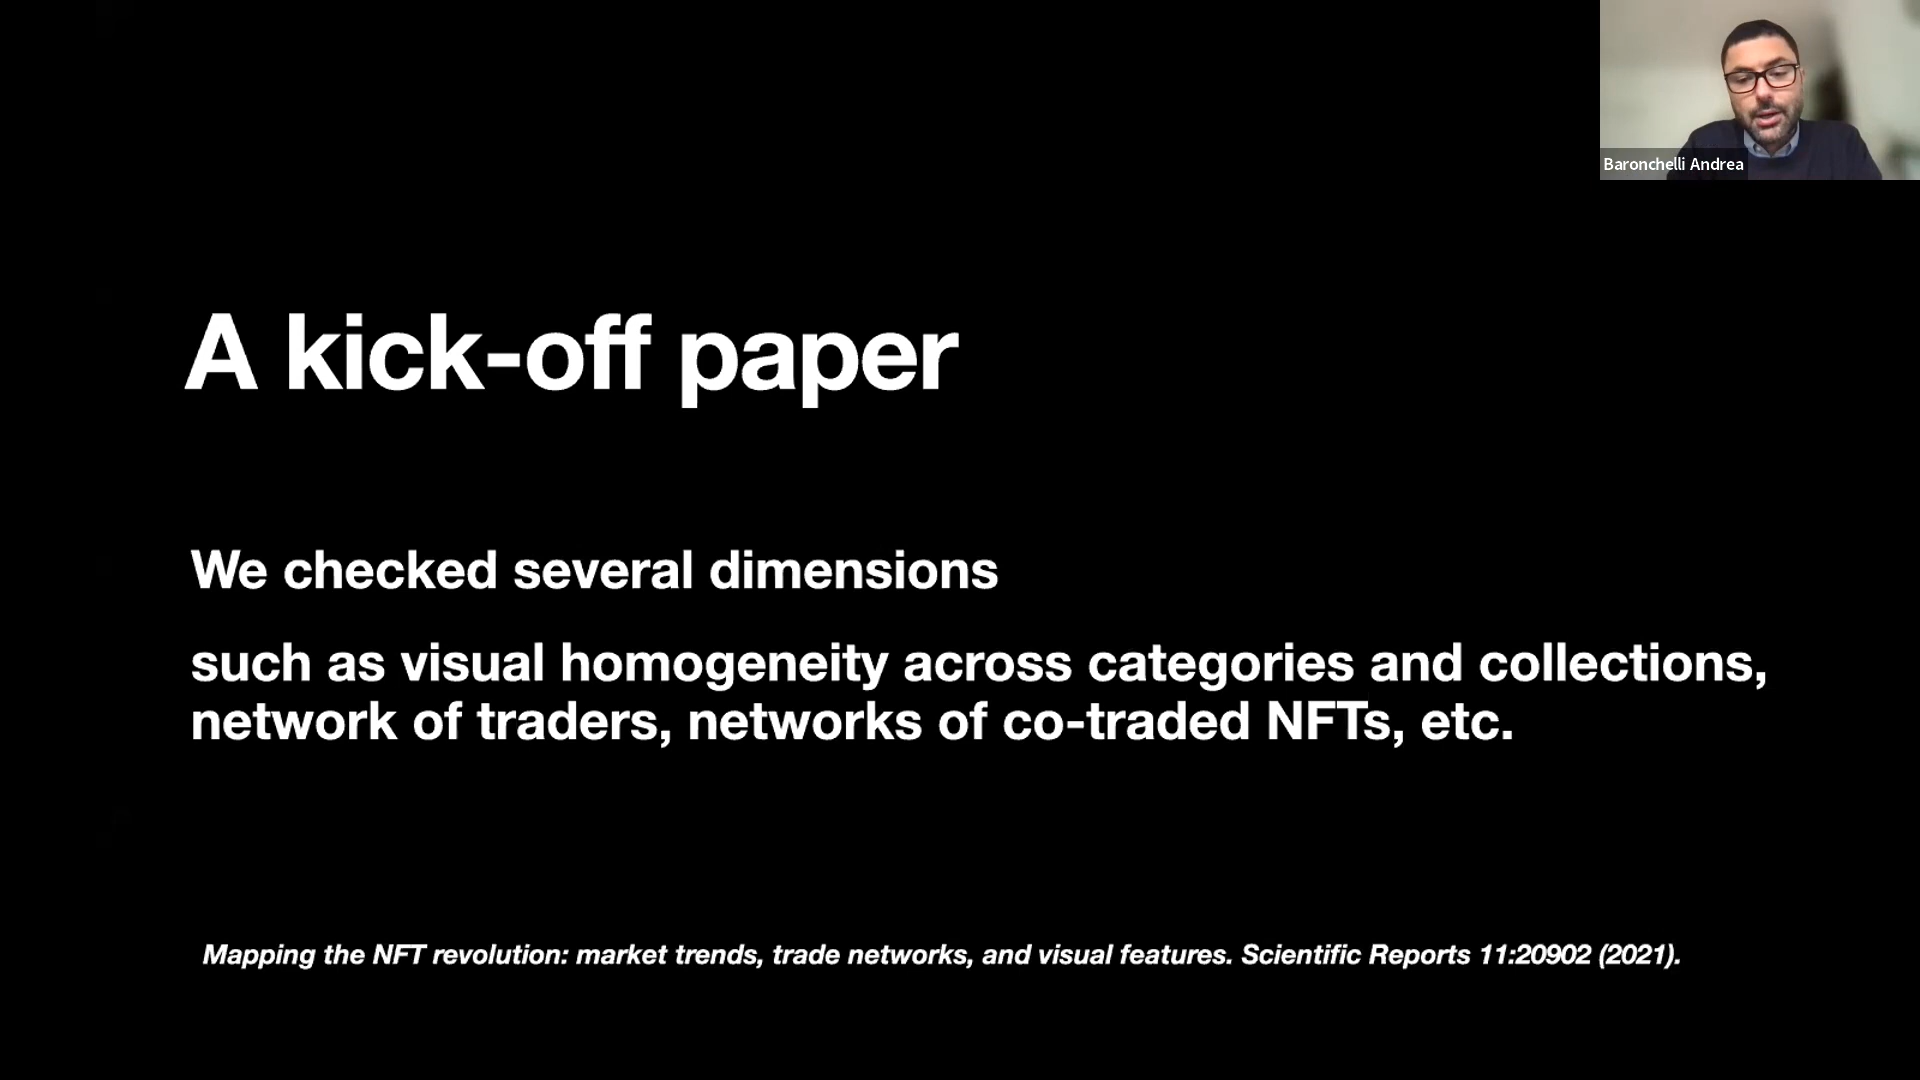 Baronchelli Andrea
A kick-off paper
We checked several dimensions
such as visual homogeneity across categories and collections,
network of traders, networks of co-traded NFTs, etc.
Mapping the NFT revolution: market trends, trade networks, and visual features. Scientific Reports 11:20902 (2021).